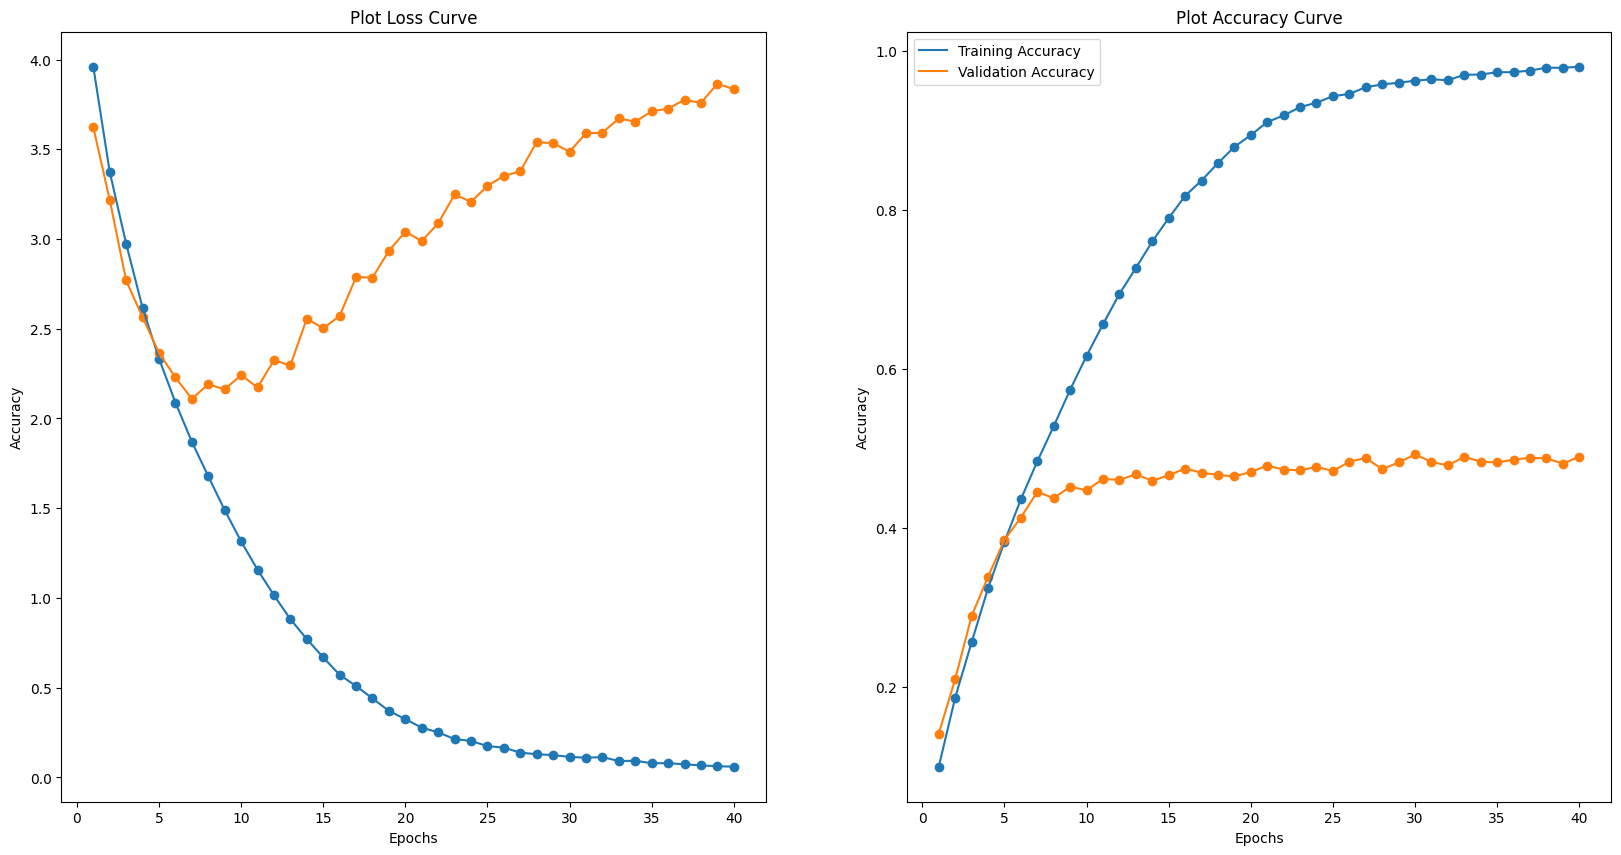 Plot Loss Curve
Accuracy
4.0
3.5
3.0
2.5
2.0
1.5
1.0
0.5
0.0
0 5 10 15 20 25 30 35 40
Epochs
Plot Accuracy Curve
Training Accuracy
Validation Accuracy
Accuracy
1.0
0.8
0.6
0.4
0.2
0 5 10 15 20 25 30 35 40
Epochs